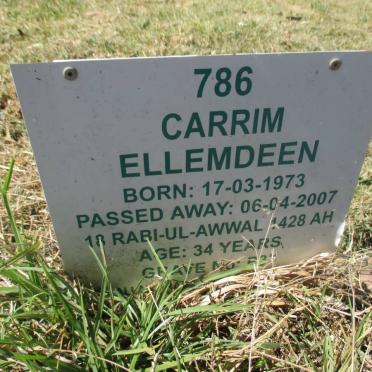 786
CARRIM
ELLEMDEEN
BORN: 17-03-1973
PASSED AWAY: 06-04-2007
18 RABI-UL-AWWAL 1428 AH
AGE: 34 YEARS
GRAVE